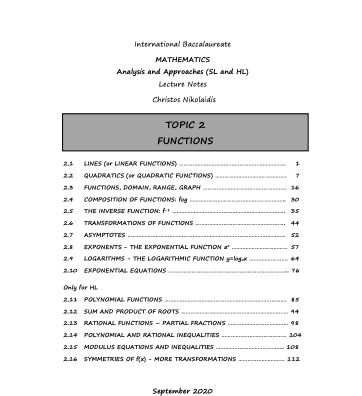 International Baccalaureate
MATHEMATICS
Analysis and Approaches (SL and HL)
Lecture Notes
Christos Nikolaidis
TOPIC 2
FUNCTIONS
2.1 LINES (or LINEAR FUNCTIONS) ........................ 1
2.2 QUADRATICS (or QUADRATIC FUNCTIONS) ........................ 7
2.3 FUNCTIONS, DOMAIN, RANGE, GRAPH ........................ 16
2.4 COMPOSITION OF FUNCTIONS: fog ........................ 30
2.5 THE INVERSE FUNCTION: f⁻¹ ........................ 35
2.6 TRANSFORMATIONS OF FUNCTIONS ........................ 44
2.7 ASYMPTOTES ........................ 52
2.8 EXPONENTS - THE EXPONENTIAL FUNCTION aˣ ........................ 57
2.9 LOGARITHMS - THE LOGARITHMIC FUNCTION y=logₐx ........................ 64
2.10 EXPONENTIAL EQUATIONS ........................ 76
Only for HL
2.11 POLYNOMIAL FUNCTIONS ........................ 85
2.12 SUM AND PRODUCT OF ROOTS ........................ 94
2.13 RATIONAL FUNCTIONS – PARTIAL FRACTIONS ........................ 98
2.14 POLYNOMIAL AND RATIONAL INEQUALITIES ........................ 104
2.15 MODULUS EQUATIONS AND INEQUALITIES ........................ 108
2.16 SYMMETRIES OF f(x) - MORE TRANSFORMATIONS ........................ 112
September 2020